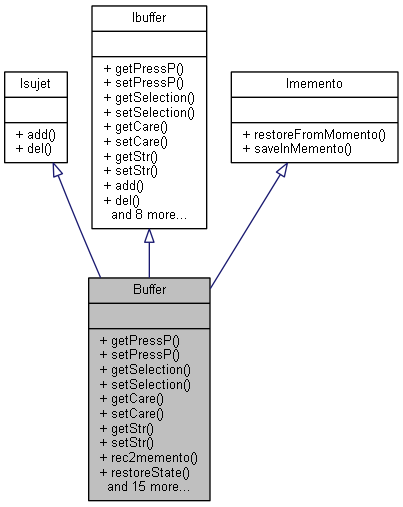 Ibuffer
+ getPressP()
+ setPressP()
+ getSelection()
+ setSelection()
+ getCare()
+ setCare()
+ getStr()
+ setStr()
+ add()
+ del()
and 8 more...
Isujet
+ add()
+ del()
Imemento
+ restoreFromMomento()
+ saveInMemento()
Buffer
+ getPressP()
+ setPressP()
+ getSelection()
+ setSelection()
+ getCare()
+ setCare()
+ getStr()
+ setStr()
+ rec2memento()
+ restoreState()
and 15 more...